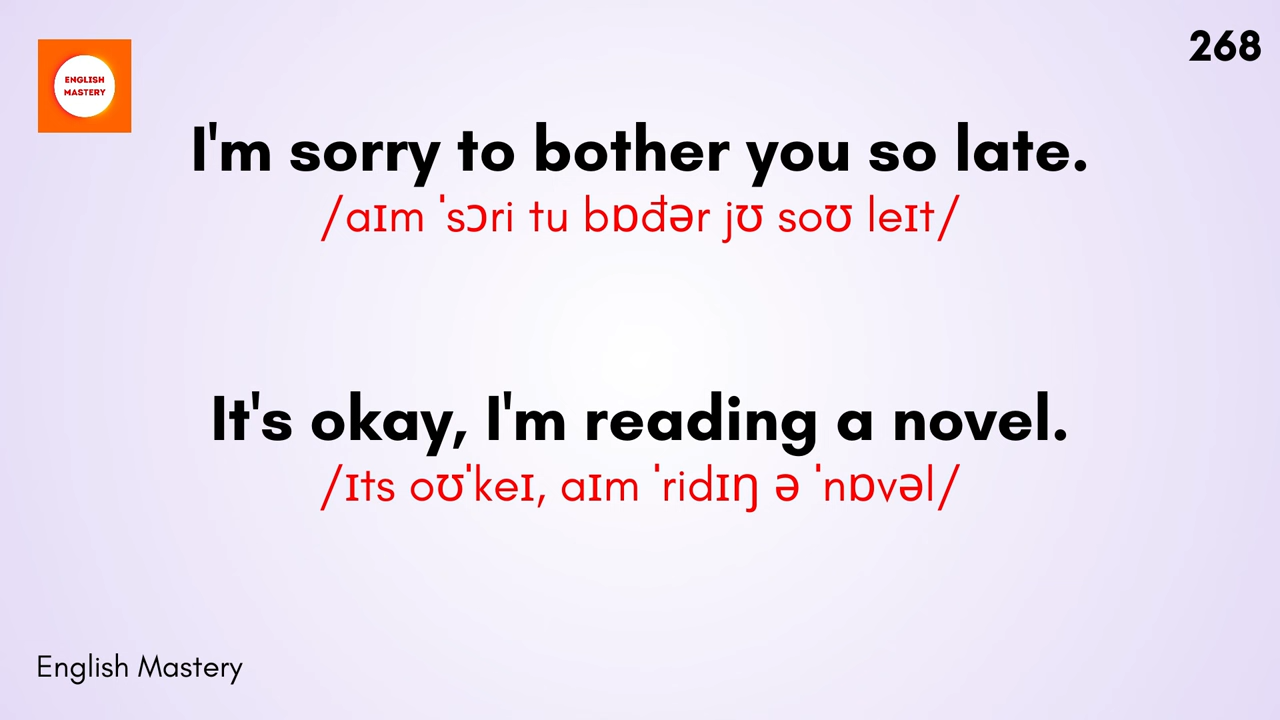 268
ENGLISH
MASTERY
I'm sorry to bother you so late.
/aɪm ˈsɔri tu bɒđər jʊ soʊ leɪt/
It's okay, I'm reading a novel.
/ɪts oʊˈkeɪ, aɪm ˈridɪŋ ə ˈnɒvəl/
English Mastery